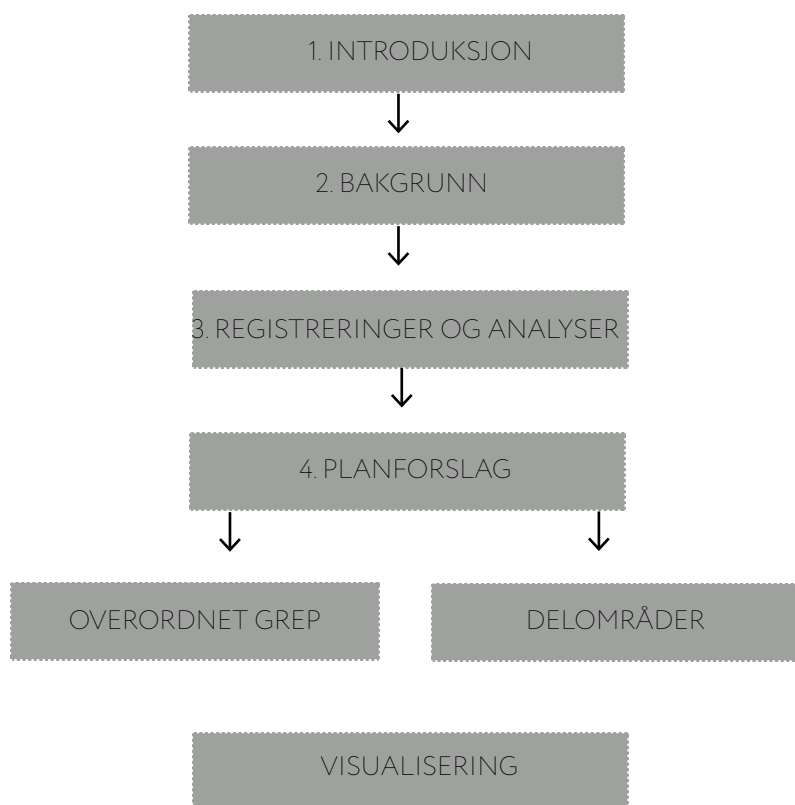 1. INTRODUKSJON
2. BAKGRUNN
3. REGISTRERINGER OG ANALYSER
4. PLANFORSLAG
OVERORDNET GREP
DELOMRÅDER
VISUALISERING